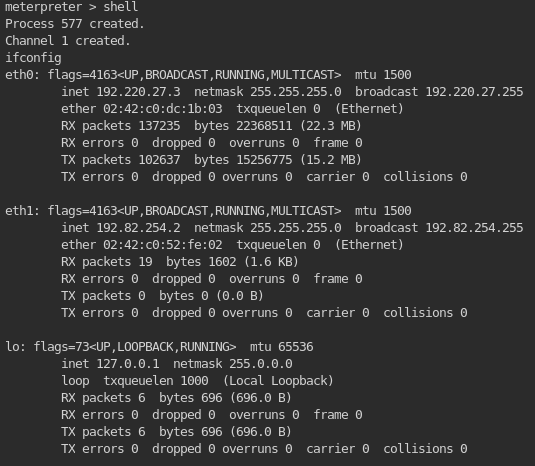 meterpreter > shell
Process 577 created.
Channel 1 created.
ifconfig
eth0: flags=4163<UP,BROADCAST,RUNNING,MULTICAST>  mtu 1500
        inet 192.220.27.3  netmask 255.255.255.0  broadcast 192.220.27.255
        ether 02:42:c0:dc:1b:03  txqueuelen 0  (Ethernet)
        RX packets 137235  bytes 22368511 (22.3 MB)
        RX errors 0  dropped 0  overruns 0  frame 0
        TX packets 102637  bytes 15256775 (15.2 MB)
        TX errors 0  dropped 0 overruns 0  carrier 0  collisions 0

eth1: flags=4163<UP,BROADCAST,RUNNING,MULTICAST>  mtu 1500
        inet 192.82.254.2  netmask 255.255.255.0  broadcast 192.82.254.255
        ether 02:42:c0:52:fe:02  txqueuelen 0  (Ethernet)
        RX packets 19  bytes 1602 (1.6 KB)
        RX errors 0  dropped 0  overruns 0  frame 0
        TX packets 0  bytes 0 (0.0 B)
        TX errors 0  dropped 0 overruns 0  carrier 0  collisions 0

lo: flags=73<UP,LOOPBACK,RUNNING>  mtu 65536
        inet 127.0.0.1  netmask 255.0.0.0
        loop  txqueuelen 1000  (Local Loopback)
        RX packets 6  bytes 696 (696.0 B)
        RX errors 0  dropped 0  overruns 0  frame 0
        TX packets 6  bytes 696 (696.0 B)
        TX errors 0  dropped 0 overruns 0  carrier 0  collisions 0